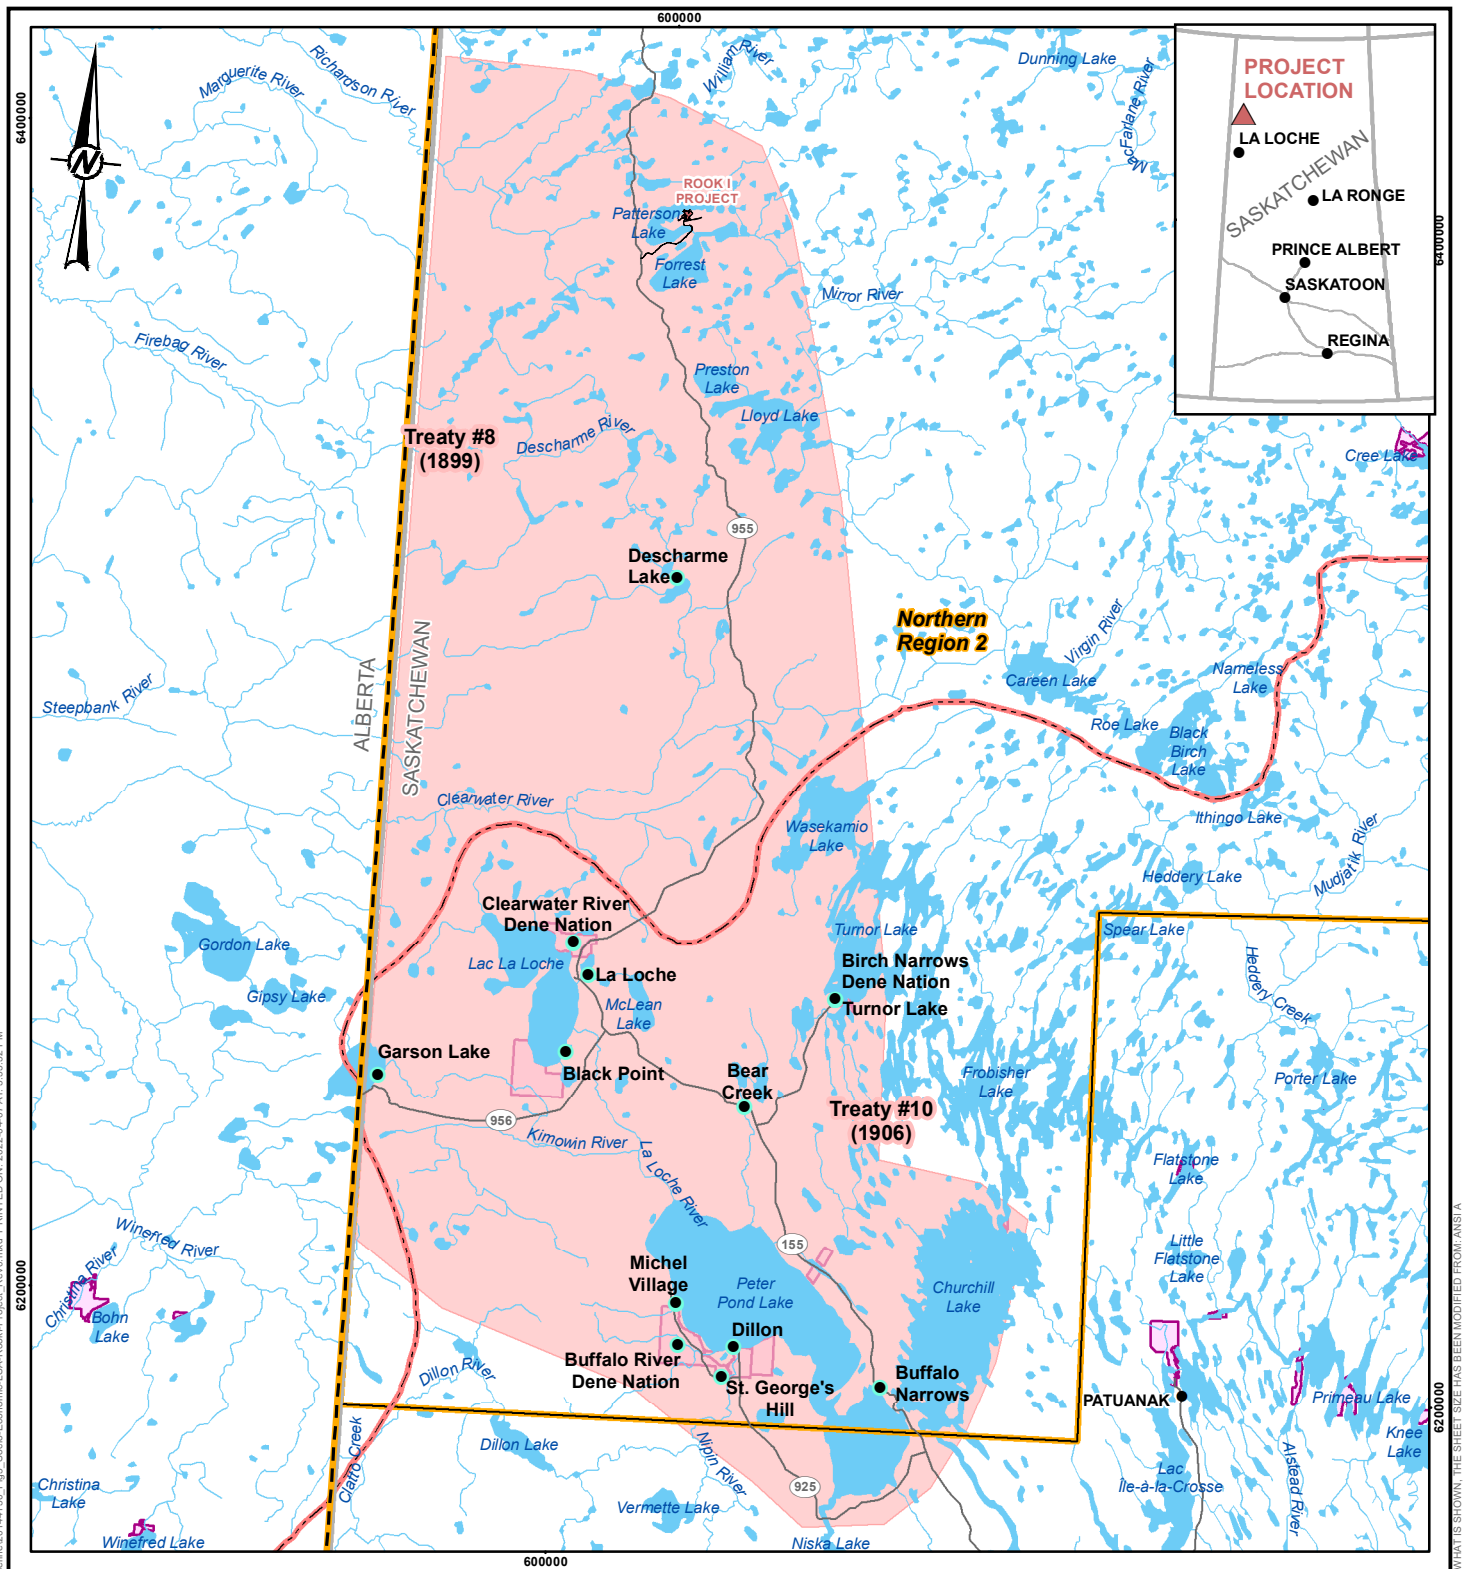 600000
6400000
6400000
6200000
6200000
600000
N
PROJECT
LOCATION
LA LOCHE
SASKATCHEWAN
LA RONGE
PRINCE ALBERT
SASKATOON
REGINA
Marguerite River
Richardson River
William River
Dunning Lake
MacFarlane River
ROOK I
PROJECT
Patterson
Lake
Forrest
Lake
Mirror River
Firebag River
Preston
Lake
Lloyd Lake
Descharme River
Treaty #8
(1899)
Cree Lake
955
Descharme
Lake
Northern
Region 2
Virgin River
Careen Lake
Nameless
Lake
Steepbank River
ALBERTA
SASKATCHEWAN
Roe Lake
Black
Birch
Lake
Clearwater River
Wasekamio
Lake
Ithingo Lake
Mudjatik River
Heddery Lake
Clearwater River
Dene Nation
Gordon Lake
Lac La Loche
La Loche
Turnor Lake
Spear Lake
Birch Narrows
Dene Nation
Turnor Lake
Heddery Creek
Gipsy Lake
McLean
Lake
Garson Lake
Black Point
Bear
Creek
Frobisher
Lake
Porter Lake
956
Treaty #10
(1906)
Kimowin River
La Loche River
Flatstone
Lake
Winefred River
Christina River
155
Little
Flatstone
Lake
Michel
Village
Peter
Pond Lake
Churchill
Lake
Bohn
Lake
Dillon
Buffalo River
Dene Nation
Dillon River
St. George's
Hill
Buffalo
Narrows
PATUANAK
Primeau Lake
Knee
Lake
Clatto Creek
Dillon Lake
Nipin River
Christina
Lake
925
Lac
Île-à-la-Crosse
Alstead River
Vermette Lake
Winefred Lake
Niska Lake
WHAT IS SHOWN, THE SHEET SIZE HAS BEEN MODIFIED FROM: ANSI A